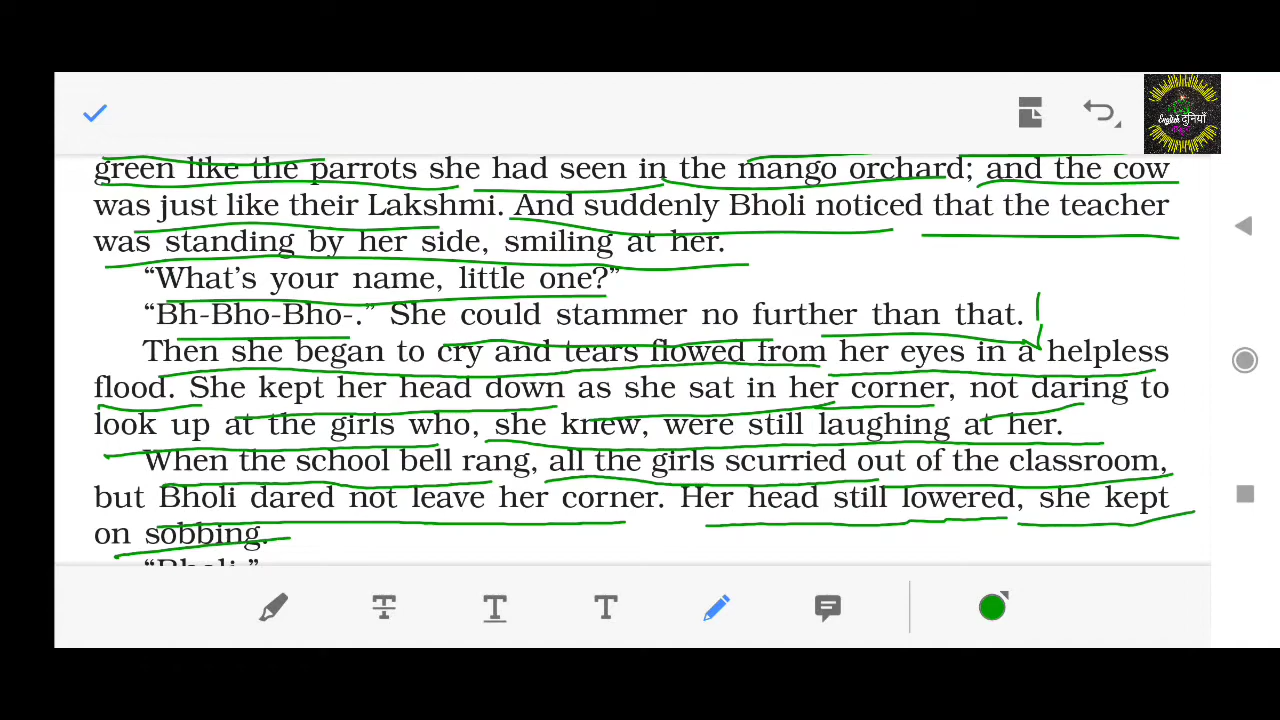 green like the parrots she had seen in the mango orchard; and the cow
was just like their Lakshmi. And suddenly Bholi noticed that the teacher
was standing by her side, smiling at her.
“What’s your name, little one?”
“Bh-Bho-Bho-.” She could stammer no further than that.
Then she began to cry and tears flowed from her eyes in a helpless
flood. She kept her head down as she sat in her corner, not daring to
look up at the girls who, she knew, were still laughing at her.
When the school bell rang, all the girls scurried out of the classroom,
but Bholi dared not leave her corner. Her head still lowered, she kept
on sobbing.
“Bholi.”
English दुनियाँ